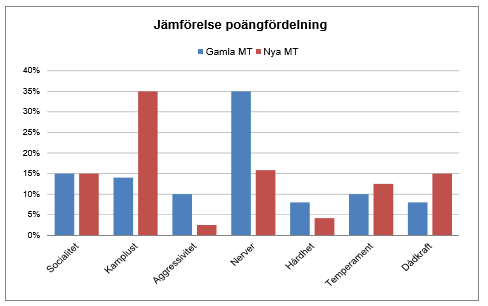 Jämförelse poängfördelning
Gamla MT Nya MT
40%
35%
30%
25%
20%
15%
10%
5%
0%
Socialitet
Kamplust
Aggressivitet
Nerver
Hårdhet
Temperament
Dådkraft